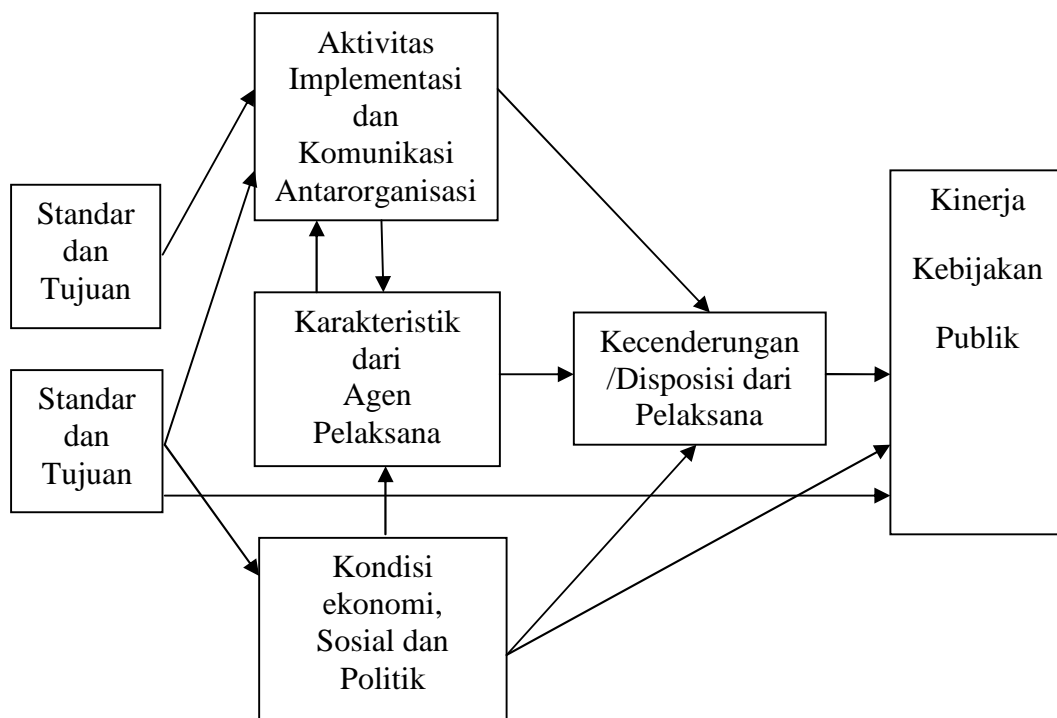 Aktivitas
Implementasi
dan
Komunikasi
Antarorganisasi
Standar
dan
Tujuan
Standar
dan
Tujuan
Karakteristik
dari
Agen
Pelaksana
Kondisi
ekonomi,
Sosial dan
Politik
Kecenderungan
/Disposisi dari
Pelaksana
Kinerja
Kebijakan
Publik